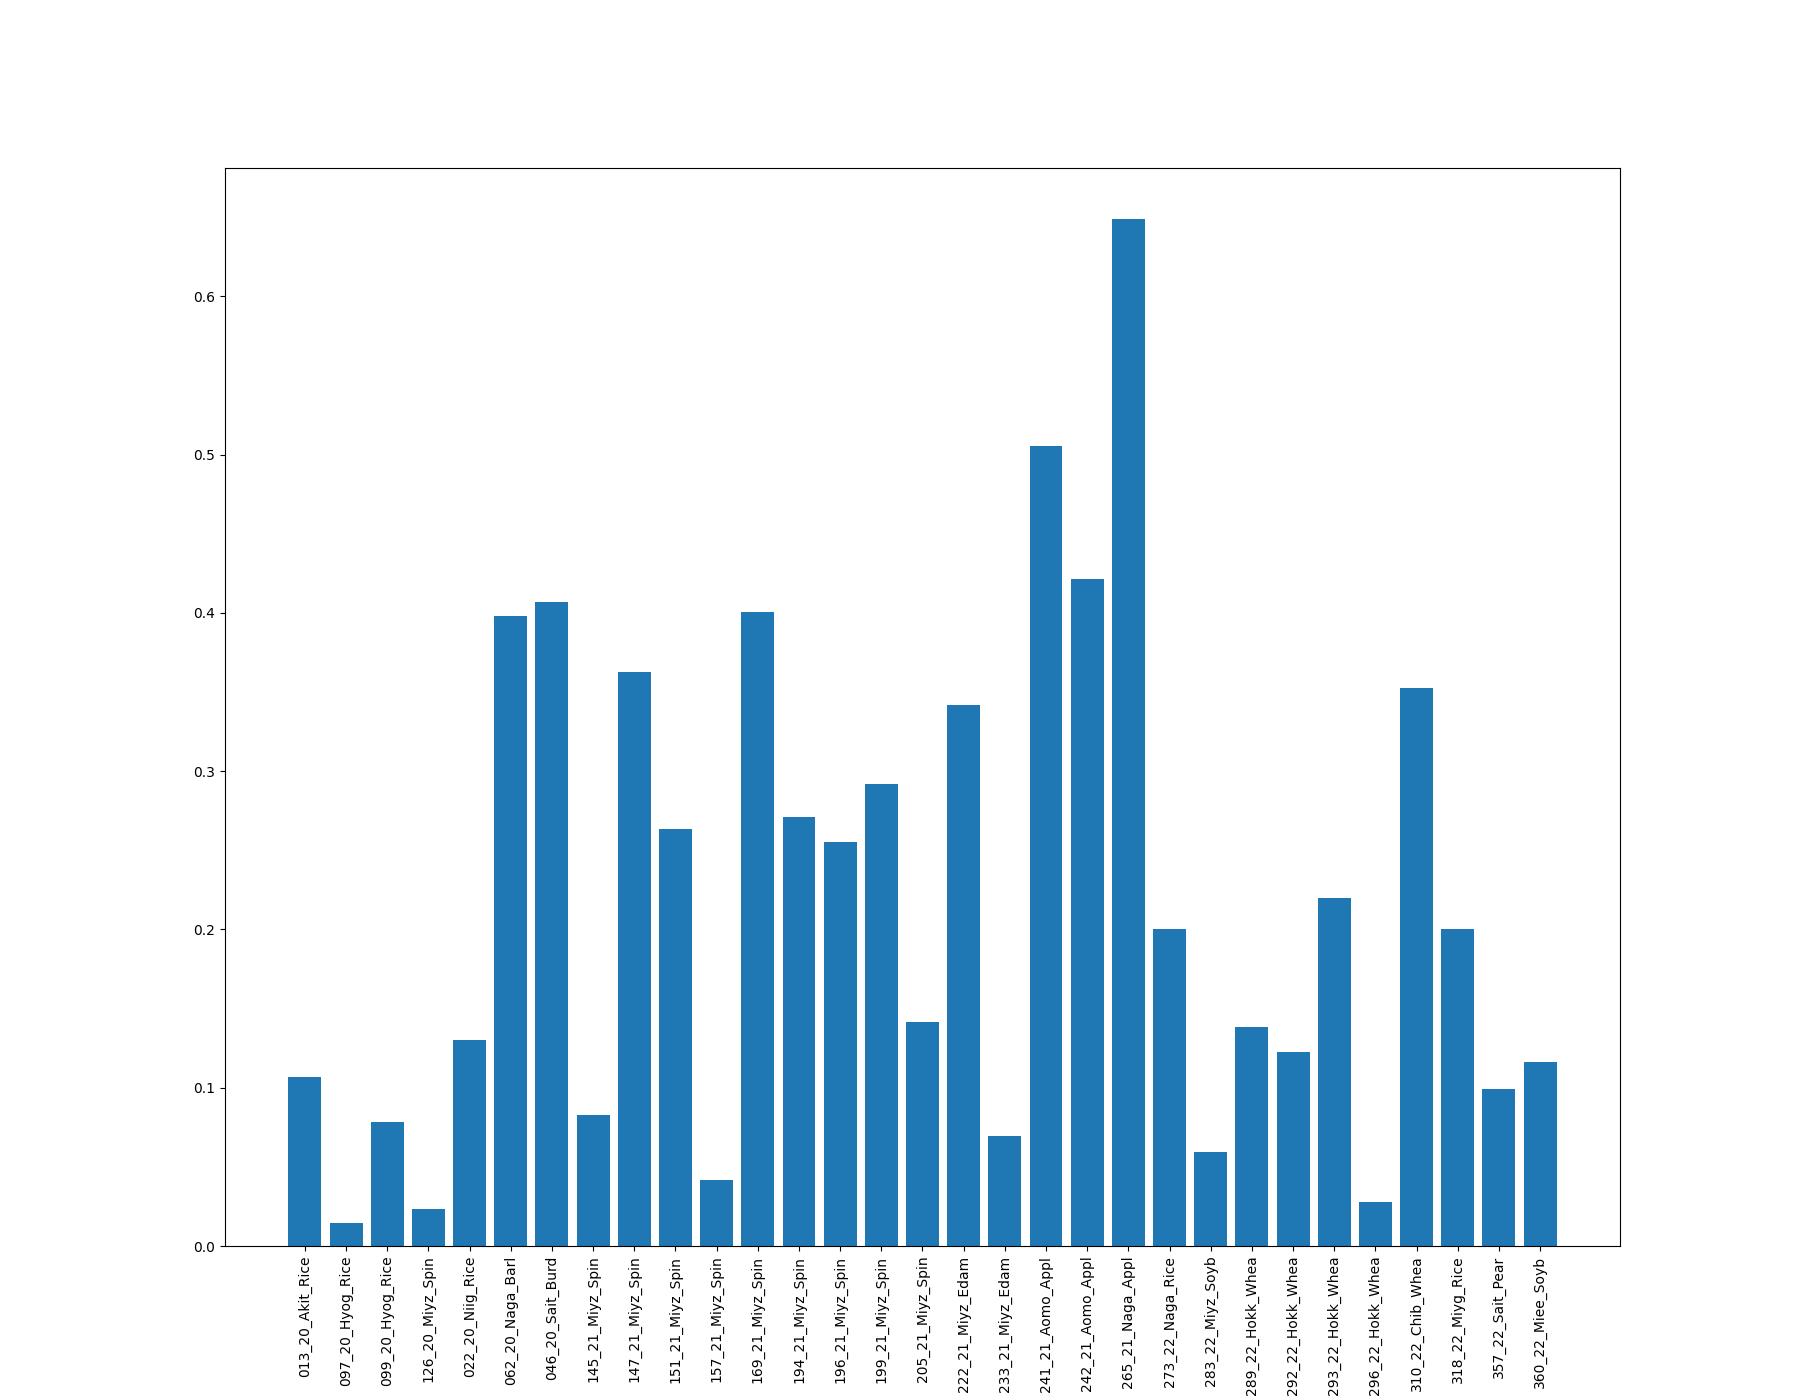 0.6
0.5
0.4
0.3
0.2
0.1
0.0
013_20_Akit_Rice
097_20_Hyog_Rice
099_20_Hyog_Rice
126_20_Miyz_Spin
022_20_Niig_Rice
062_20_Naga_Barl
046_20_Sait_Burd
145_21_Miyz_Spin
147_21_Miyz_Spin
151_21_Miyz_Spin
157_21_Miyz_Spin
169_21_Miyz_Spin
194_21_Miyz_Spin
196_21_Miyz_Spin
199_21_Miyz_Spin
205_21_Miyz_Spin
222_21_Miyz_Edam
233_21_Miyz_Edam
241_21_Aomo_Appl
242_21_Aomo_Appl
265_21_Naga_Appl
273_22_Naga_Rice
283_22_Miyz_Soyb
289_22_Hokk_Whea
292_22_Hokk_Whea
293_22_Hokk_Whea
296_22_Hokk_Whea
310_22_Chib_Whea
318_22_Miyg_Rice
357_22_Sait_Pear
360_22_Miee_Soyb